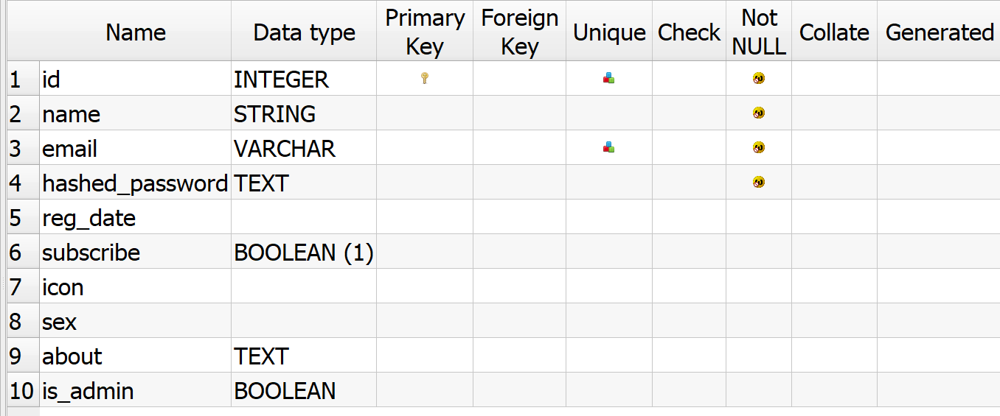 Name Data type Primary Key Foreign Key Unique Check Not NULL Collate Generated
1 id INTEGER
2 name STRING
3 email VARCHAR
4 hashed_password TEXT
5 reg_date
6 subscribe BOOLEAN (1)
7 icon
8 sex
9 about TEXT
10 is_admin BOOLEAN